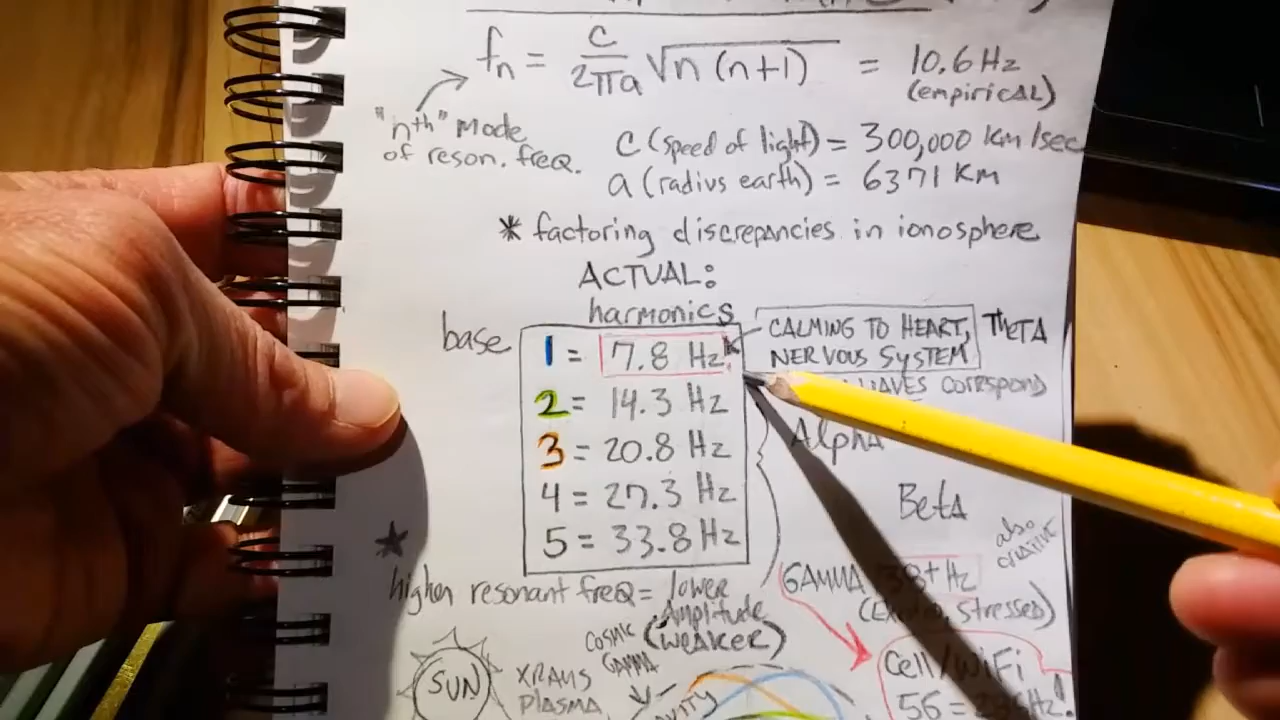 fn = c/2πa √n(n+1) = 10.6 Hz
(empiricAL)
"nth" Mode
of reson. freq.
c (speed of light) = 300,000 km/sec
a (radius earth) = 6371 Km
* factoring discrepancies in ionosphere
ACTUAL:
harmonics
base
1 = 7.8 Hz
2 = 14.3 Hz
3 = 20.8 Hz
4 = 27.3 Hz
5 = 33.8 Hz
CALMING TO HEART,
NERVOUS SYSTEM
THETA
WAVES correspond
Alpha
Beta
also
creative
GAMMA 38+ Hz
(Excited, Stressed)
★
higher resonant freq = lower
Amplitude
(weaker)
Cell/WiFi
56 =
SUN
XRAYS
PLASMA
COSMIC
GAMMA